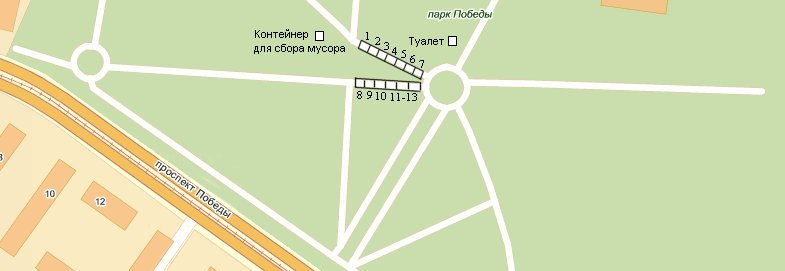 парк Победы
Контейнер
для сбора мусора
Туалет
1 2 3 4 5 6 7
8 9 10 11-13
проспект Победы
10
12